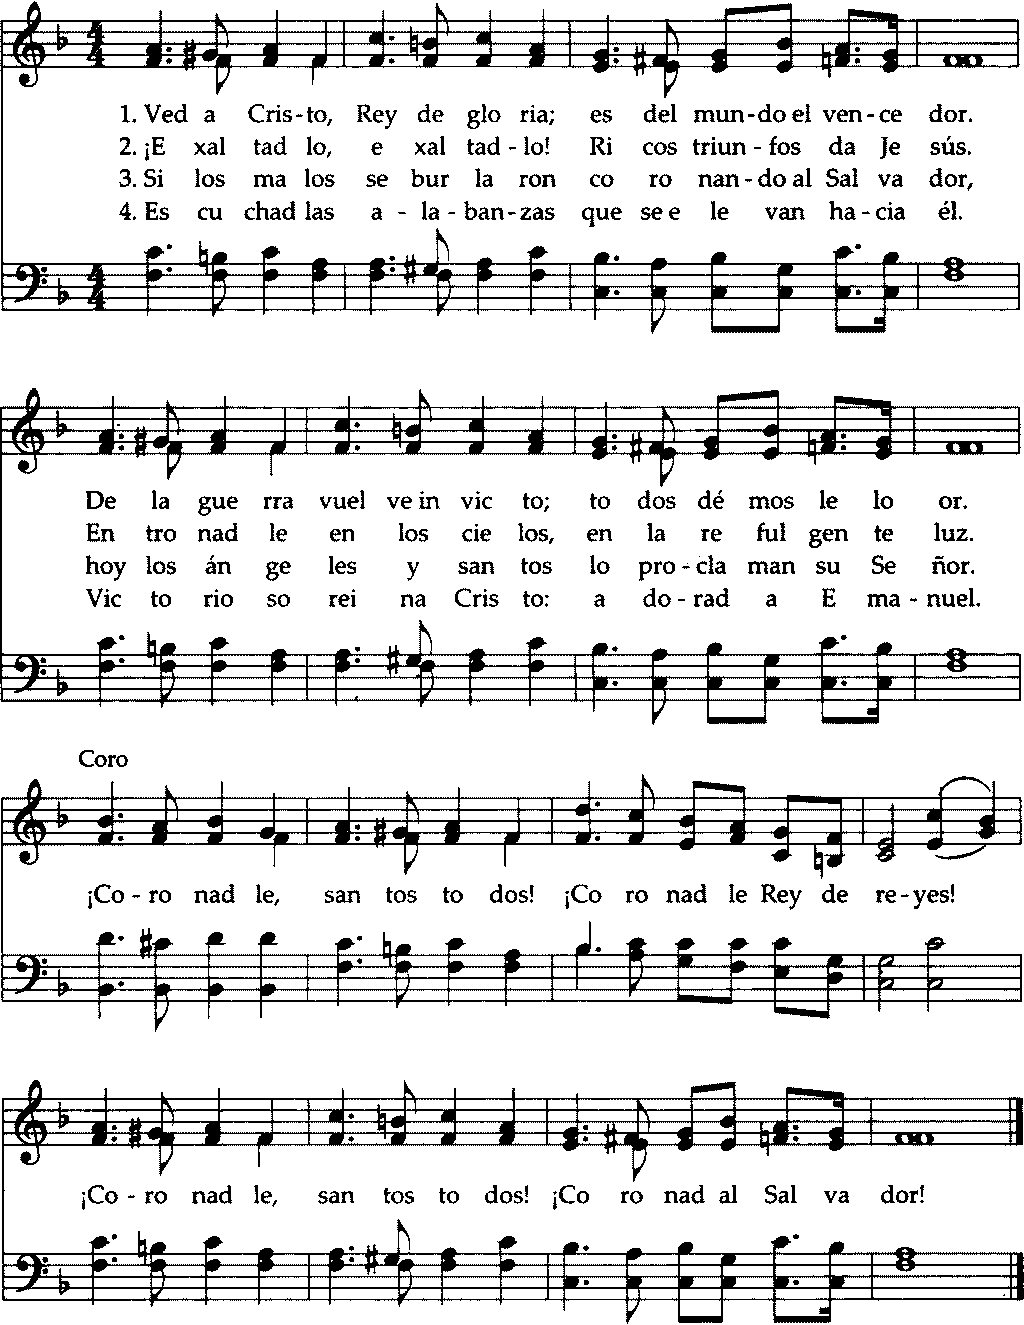 1. Ved a Cris-to, Rey de glo ria; es del mun-do el ven-ce dor.
2. ¡E xal tad lo, e xal tad-lo! Ri cos triun-fos da Je sús.
3. Si los ma los se bur la ron co ro nan-do al Sal va dor,
4. Es cu chad las a-la-ban-zas que se e le van ha-cia él.
De la gue rra vuel ve in vic to; to dos dé mos le lo or.
En tro nad le en los cie los, en la re ful gen te luz.
hoy los án ge les y san tos lo pro-cla man su Se ñor.
Vic to rio so rei na Cris to: a do-rad a E ma-nuel.
Coro
¡Co-ro nad le, san tos to dos! ¡Co ro nad le Rey de re-yes!
¡Co-ro nad le, san tos to dos! ¡Co ro nad al Sal va dor!